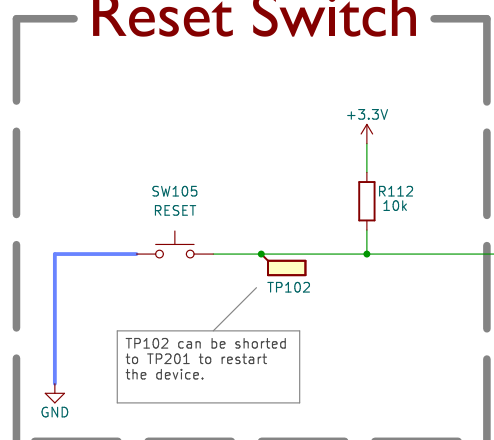 Reset Switch
+3.3V
SW105
RESET
R112
10k
TP102
TP102 can be shorted
to TP201 to restart
the device.
GND